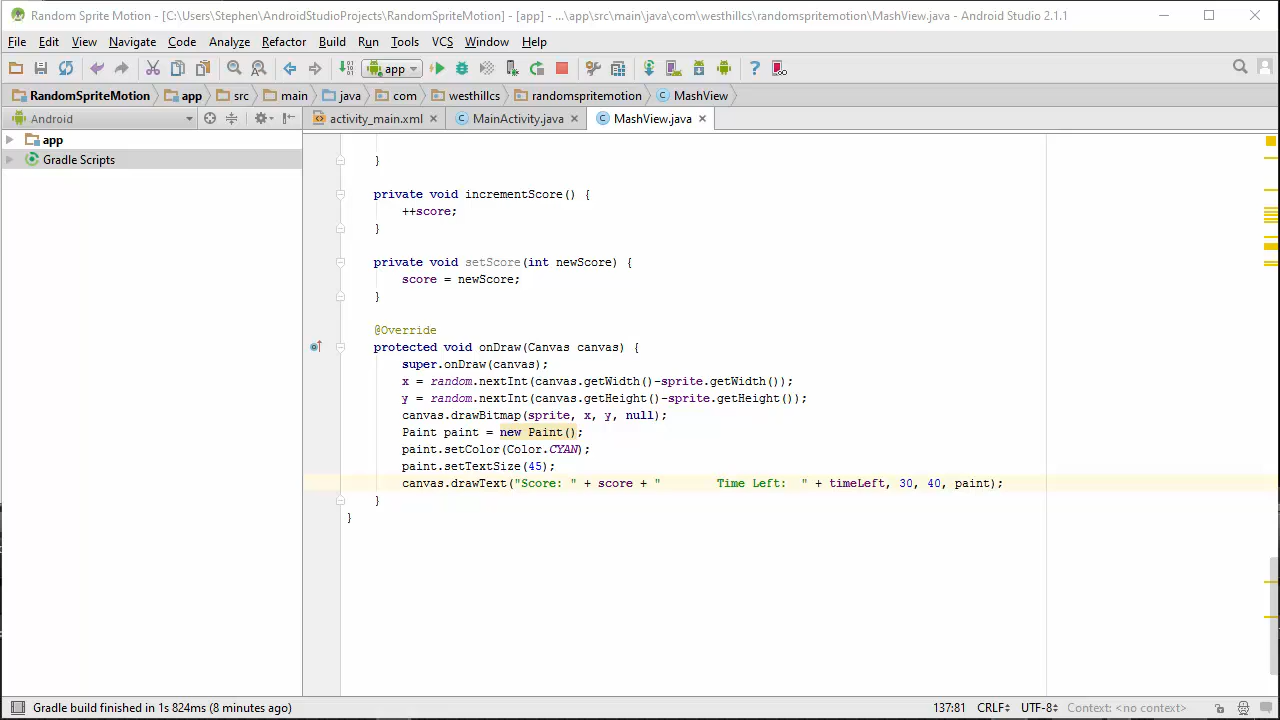 Random Sprite Motion - [C:\Users\Stephen\AndroidStudioProjects\RandomSpriteMotion] - [app] - ...\app\src\main\java\com\westhillcs\randomspritemotion\MashView.java - Android Studio 2.1.1
File Edit View Navigate Code Analyze Refactor Build Run Tools VCS Window Help
app
RandomSpriteMotion app src main java com westhillcs randomspritemotion MashView
Android activity_main.xml MainActivity.java MashView.java
app
Gradle Scripts
}
private void incrementScore() {
++score;
}
private void setScore(int newScore) {
score = newScore;
}
@Override
protected void onDraw(Canvas canvas) {
super.onDraw(canvas);
x = random.nextInt(canvas.getWidth()-sprite.getWidth());
y = random.nextInt(canvas.getHeight()-sprite.getHeight());
canvas.drawBitmap(sprite, x, y, null);
Paint paint = new Paint();
paint.setColor(Color.CYAN);
paint.setTextSize(45);
canvas.drawText("Score: " + score + "        Time Left:  " + timeLeft, 30, 40, paint);
}
}
Gradle build finished in 1s 824ms (8 minutes ago) 137:81 CRLF UTF-8 Context: <no context>